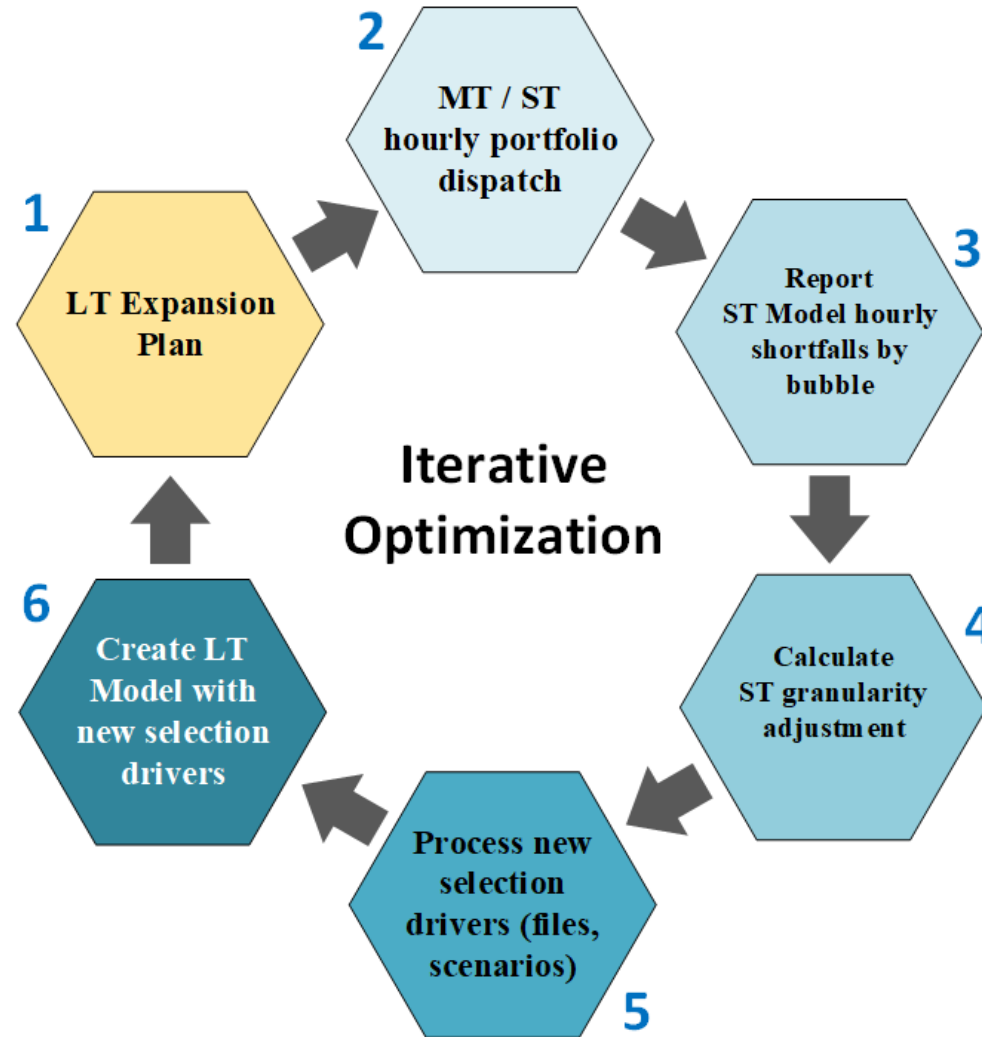 1
LT Expansion
Plan
2
MT / ST
hourly portfolio
dispatch
3
Report
ST Model hourly
shortfalls by
bubble
4
Calculate
ST granularity
adjustment
5
Process new
selection
drivers (files,
scenarios)
6
Create LT
Model with
new selection
drivers
Iterative
Optimization